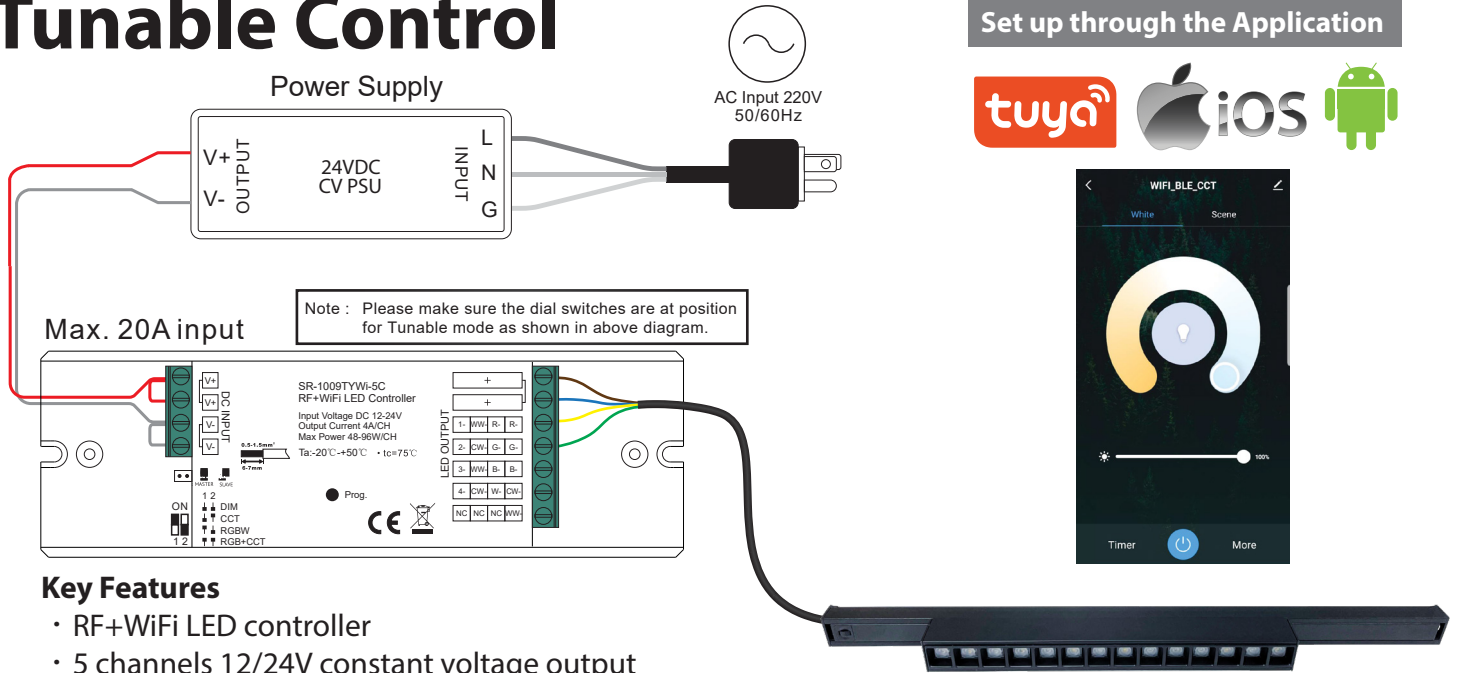 Tunable Control
Set up through the Application
tuya
iOS
Power Supply
AC Input 220V
50/60Hz
V+
V-
OUTPUT
24VDC
CV PSU
INPUT
L
N
G
WIFI_BLE_CCT
White
Scene
100%
Timer
More
Note : Please make sure the dial switches are at position
for Tunable mode as shown in above diagram.
Max. 20A input
V+
V+
V-
V-
DC INPUT
0.5-1.5mm²
6-7mm
SR-1009TYWi-5C
RF+WiFi LED Controller
Input Voltage DC 12-24V
Output Current 4A/CH
Max Power 48-96W/CH
Ta:-20℃-+50℃ • tc=75℃
Prog.
CE
LED OUTPUT
+
+
1- WW- R- R-
2- CW- G- G-
3- WW- B- B-
4- CW- W- CW-
NC NC NC WW-
MASTER SLAVE
1 2
ON
1 2
DIM
CCT
RGBW
RGB+CCT
Key Features
· RF+WiFi LED controller
· 5 channels 12/24V constant voltage output